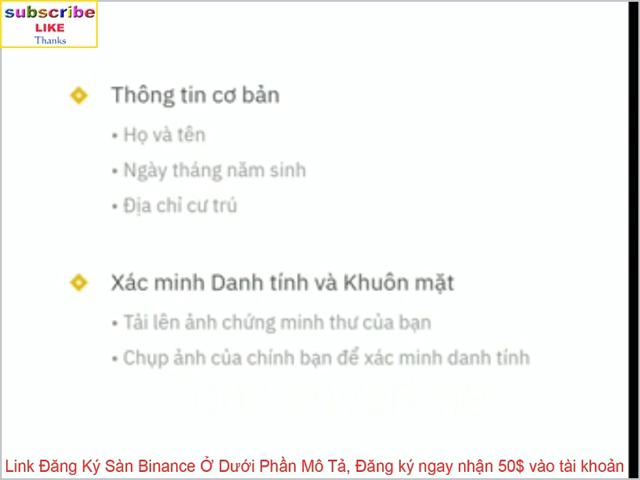 subscribe
LIKE
Thanks
Thông tin cơ bản
• Họ và tên
• Ngày tháng năm sinh
• Địa chỉ cư trú
Xác minh Danh tính và Khuôn mặt
• Tải lên ảnh chứng minh thư của bạn
• Chụp ảnh của chính bạn để xác minh danh tính
Link Đăng Ký Sàn Binance Ở Dưới Phần Mô Tả, Đăng ký ngay nhận 50$ vào tài khoản